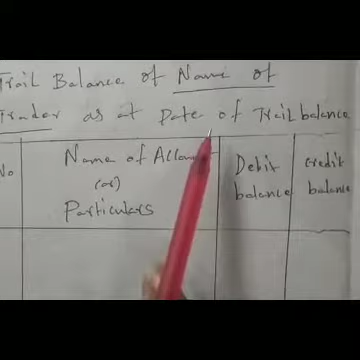 Trail Balance of Name of
Trader as at Date of Trail balance
No
Name of
(or)
Particulars
Debit
balance
credit
balance